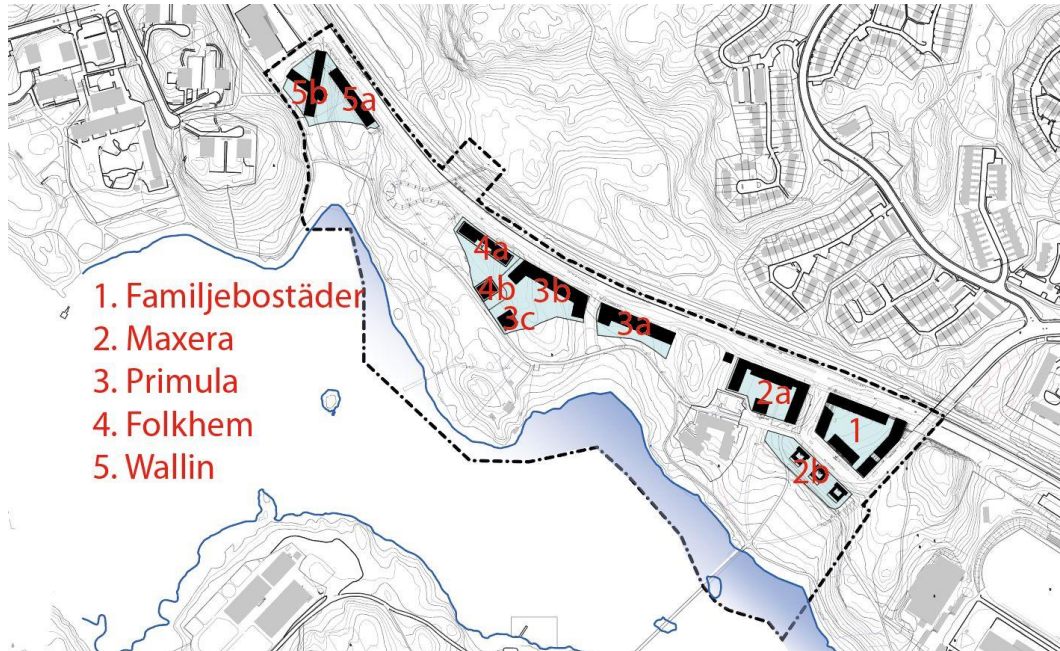 5b
5a
4a
4b
3b
3c
3a
2a
1
2b
1. Familjebostäder
2. Maxera
3. Primula
4. Folkhem
5. Wallin